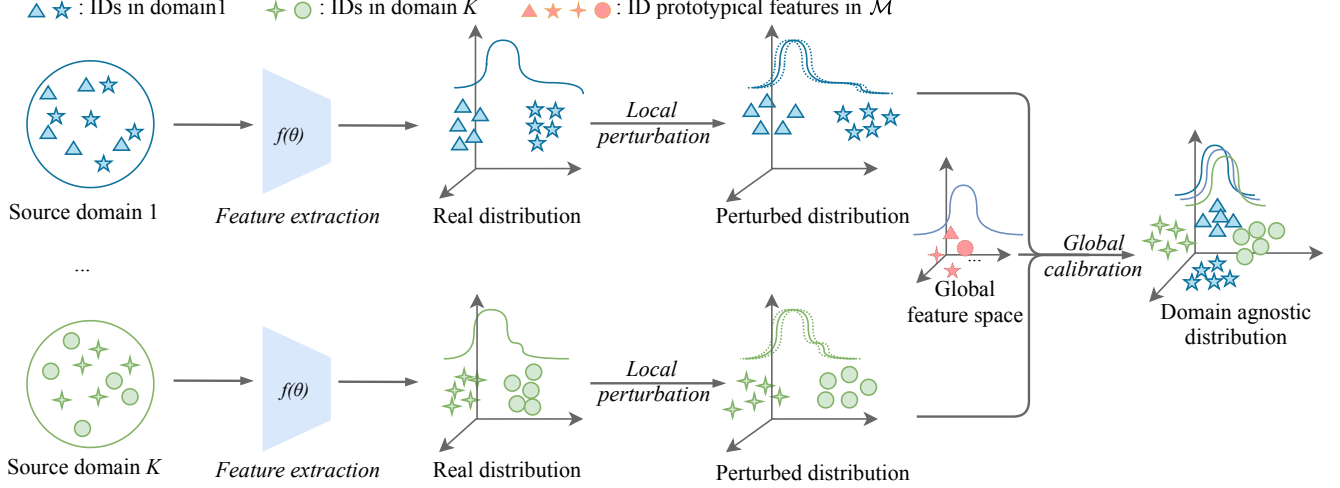 : IDs in domain1
: IDs in domain K
: ID prototypical features in ℳ
f(θ)
Local
perturbation
Source domain 1
Feature extraction
Real distribution
Perturbed distribution
Global
calibration
...
...
Global
feature space
Domain agnostic
distribution
f(θ)
Local
perturbation
Source domain K
Feature extraction
Real distribution
Perturbed distribution